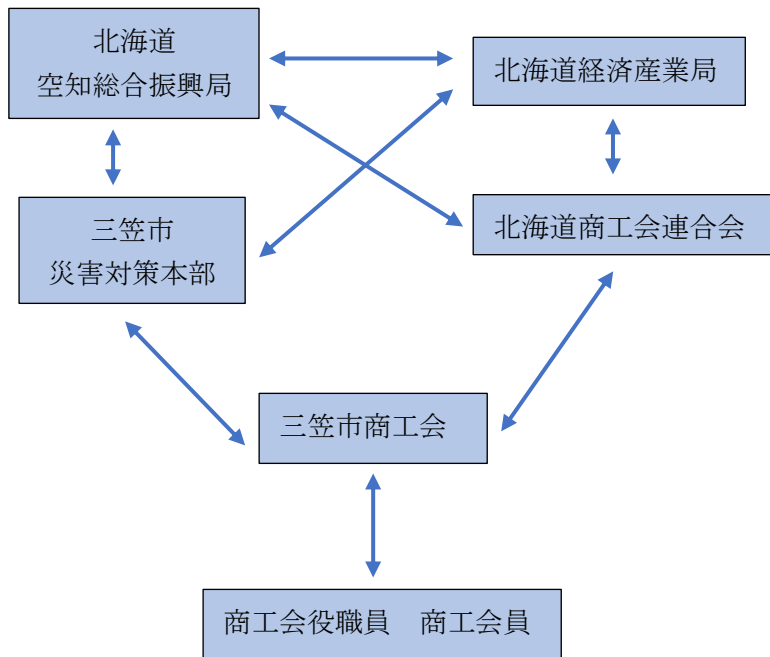 北海道
空知総合振興局
北海道経済産業局
三笠市
災害対策本部
北海道商工会連合会
三笠市商工会
商工会役職員　商工会員